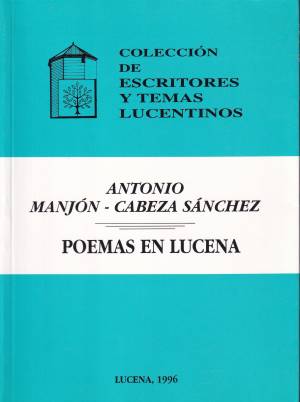 COLECCIÓN
DE
ESCRITORES
Y TEMAS
LUCENTINOS
ANTONIO
MANJÓN - CABEZA SÁNCHEZ
POEMAS EN LUCENA
LUCENA, 1996